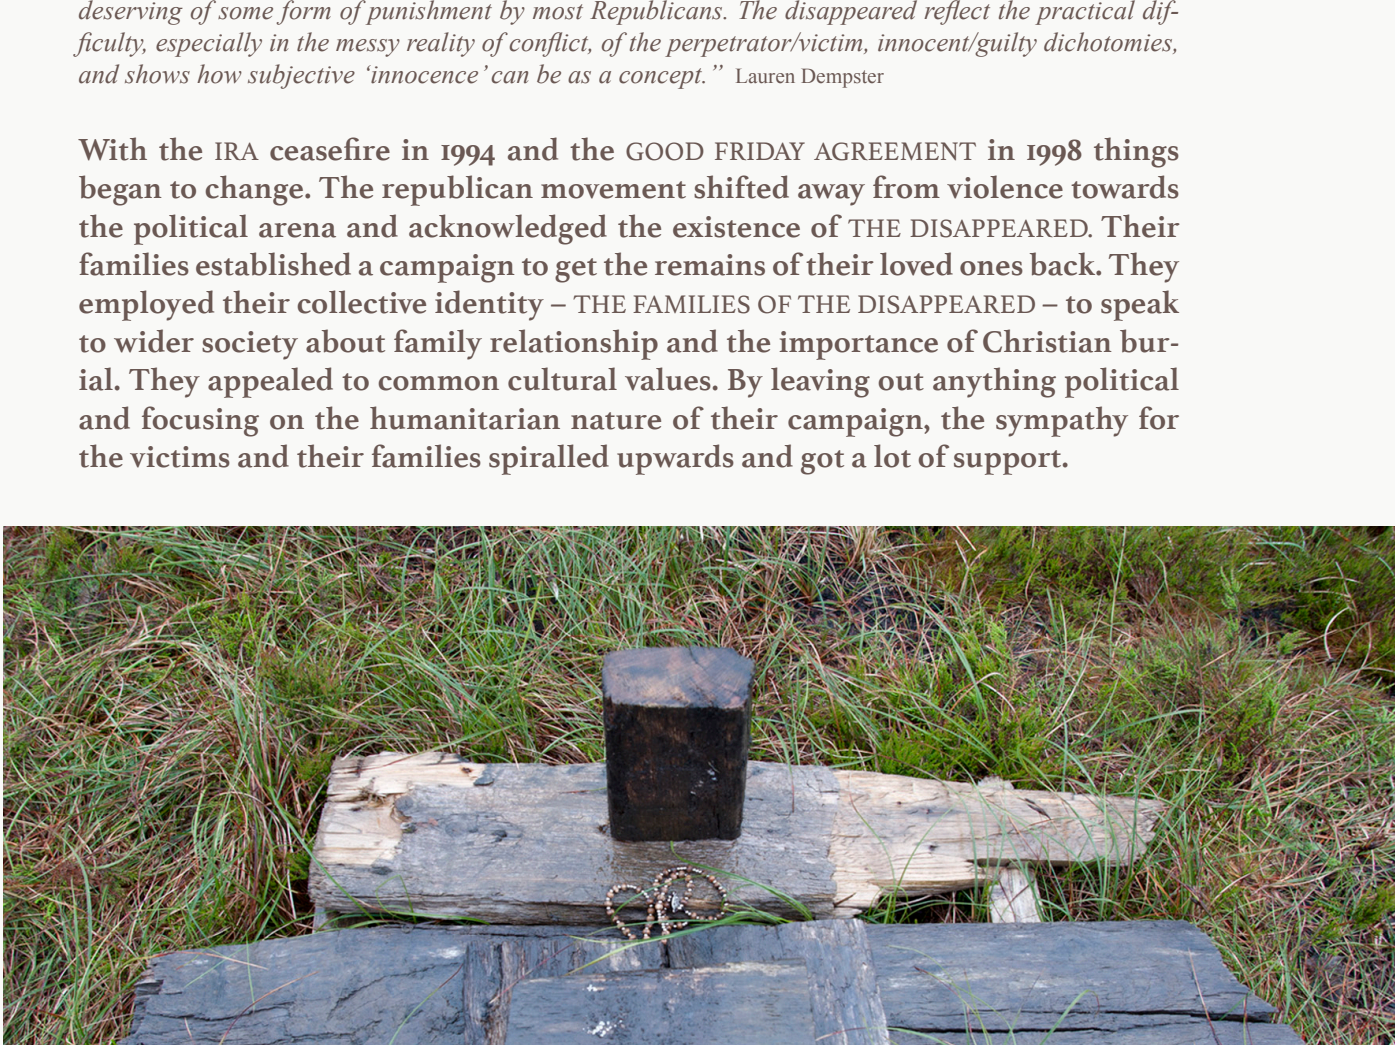 deserving of some form of punishment by most Republicans. The disappeared reflect the practical dif-
ficulty, especially in the messy reality of conflict, of the perpetrator/victim, innocent/guilty dichotomies,
and shows how subjective ‘innocence’ can be as a concept.” Lauren Dempster
With the IRA ceasefire in 1994 and the GOOD FRIDAY AGREEMENT in 1998 things
began to change. The republican movement shifted away from violence towards
the political arena and acknowledged the existence of THE DISAPPEARED. Their
families established a campaign to get the remains of their loved ones back. They
employed their collective identity – THE FAMILIES OF THE DISAPPEARED – to speak
to wider society about family relationship and the importance of Christian bur-
ial. They appealed to common cultural values. By leaving out anything political
and focusing on the humanitarian nature of their campaign, the sympathy for
the victims and their families spiralled upwards and got a lot of support.